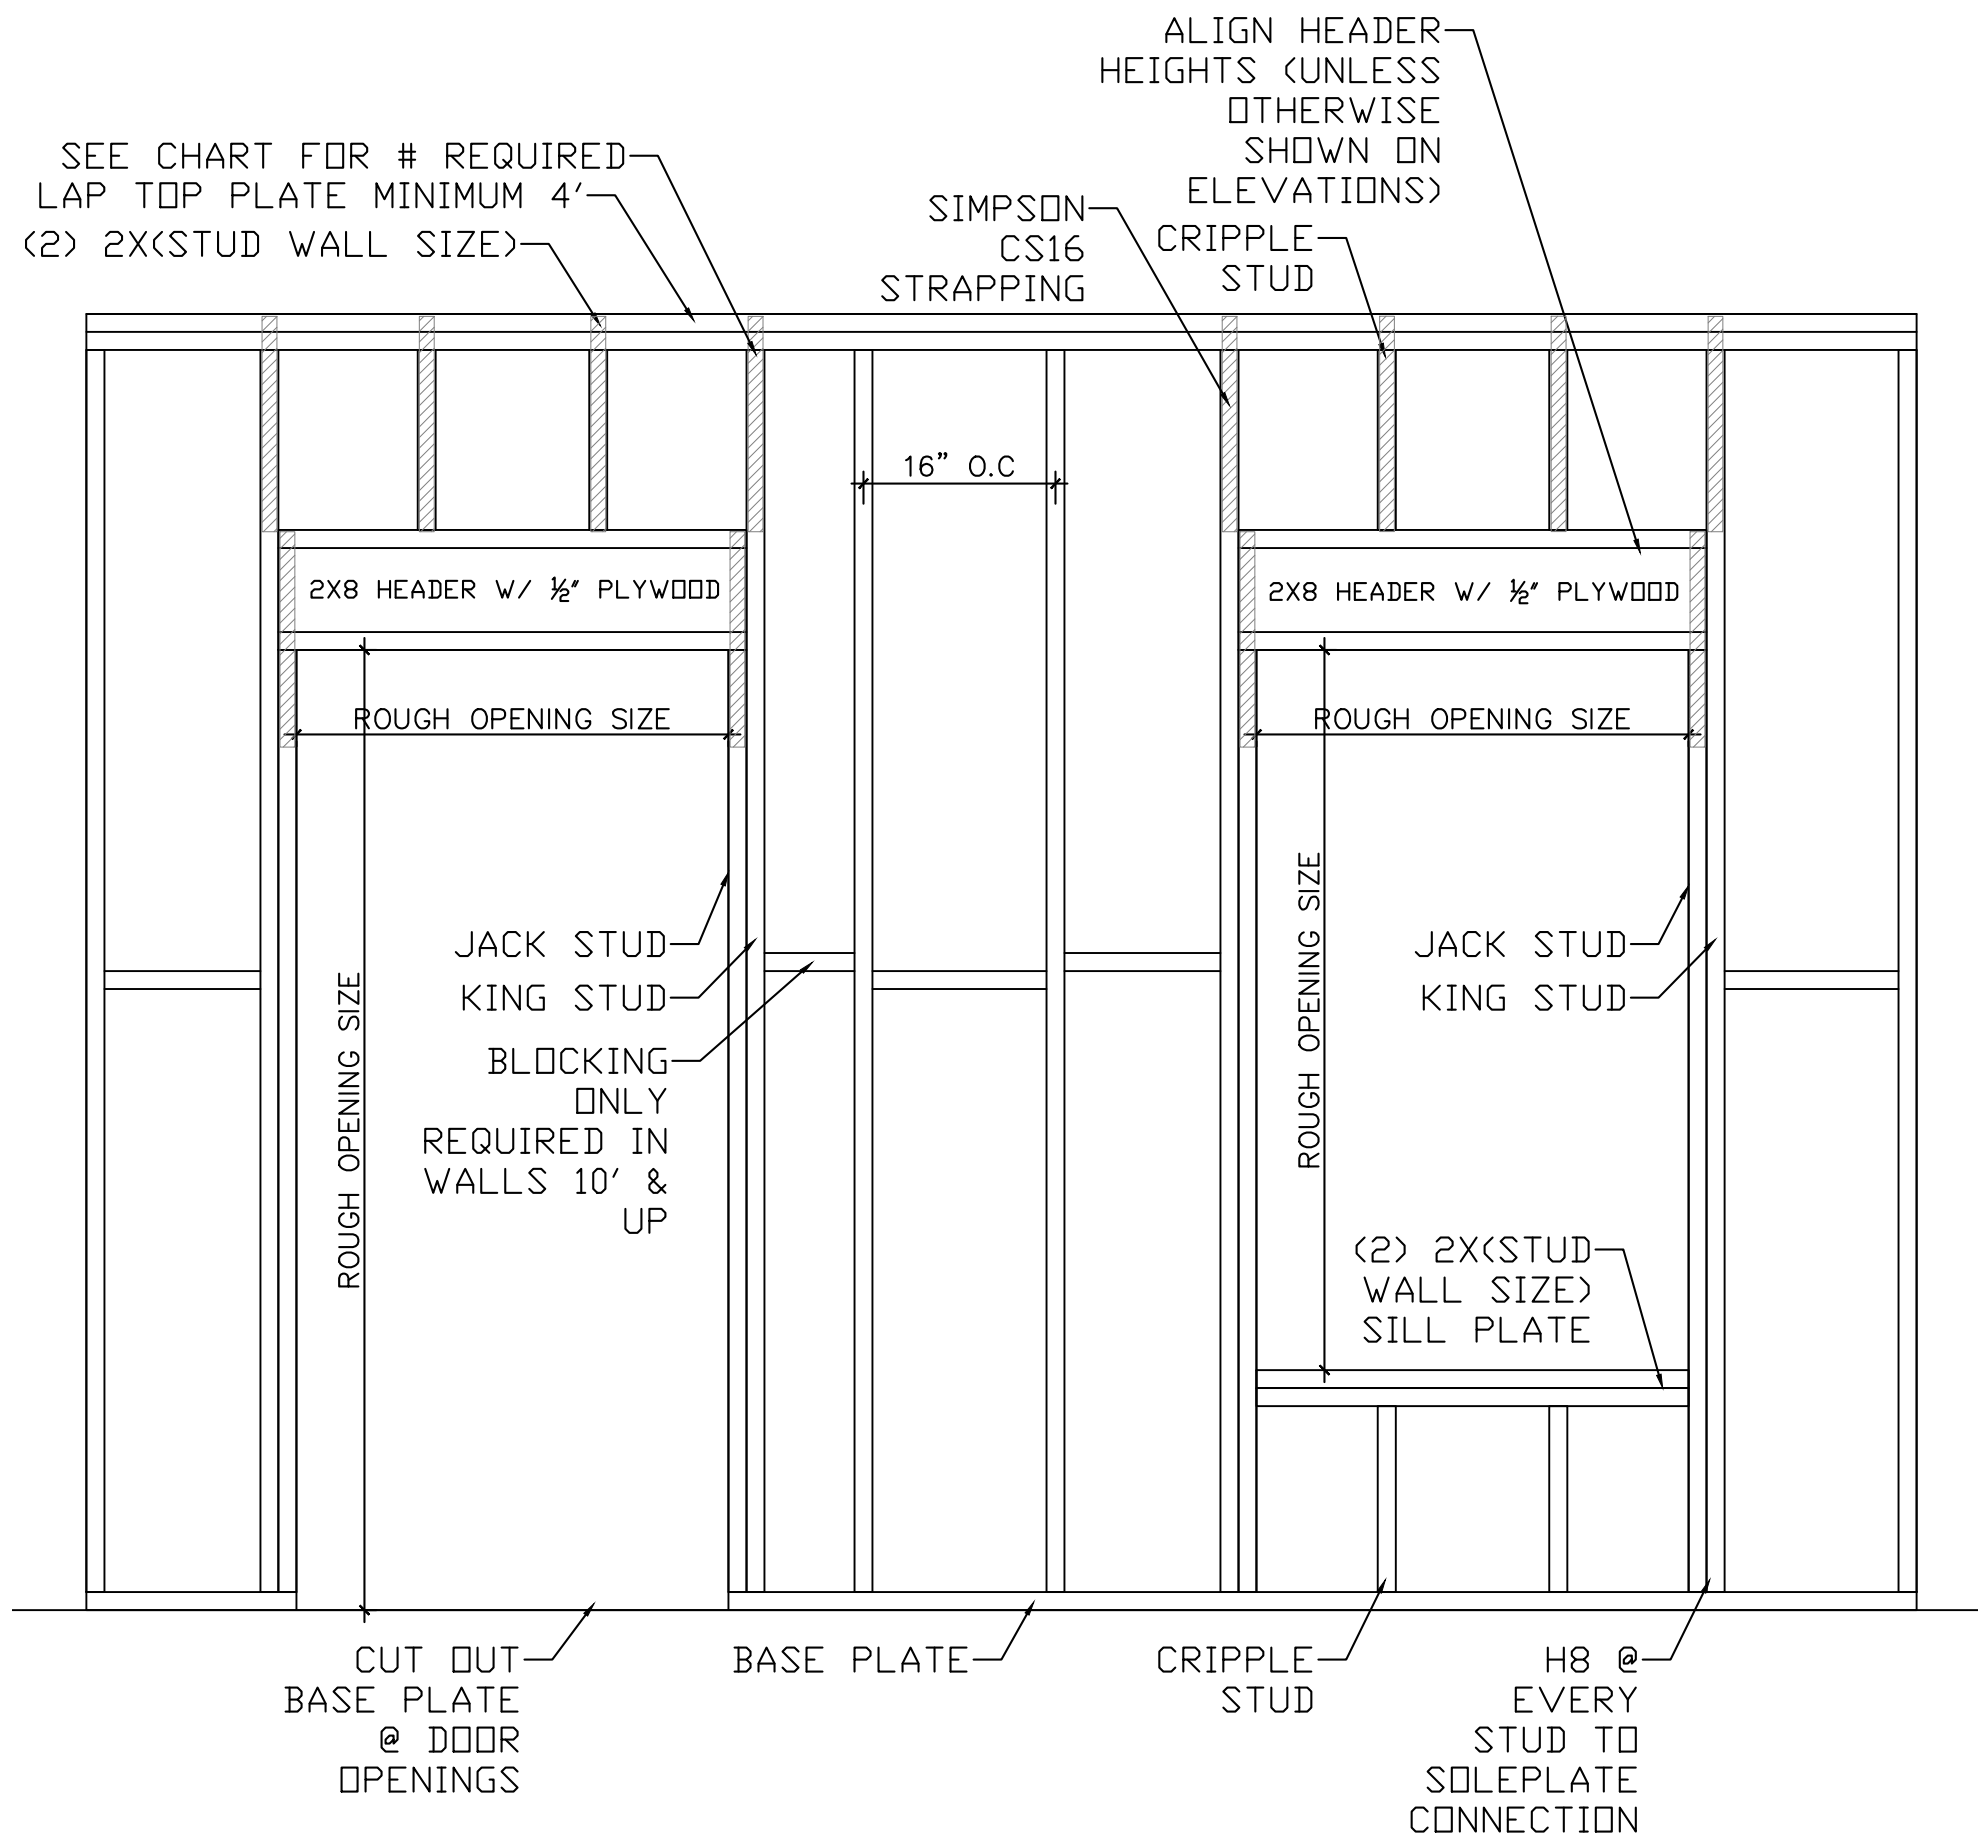 ALIGN HEADER
HEIGHTS (UNLESS
OTHERWISE
SHOWN ON
ELEVATIONS)
SEE CHART FOR # REQUIRED
LAP TOP PLATE MINIMUM 4'
(2) 2X(STUD WALL SIZE)
SIMPSON
CS16
STRAPPING
CRIPPLE
STUD
16" O.C
2X8 HEADER W/ ½" PLYWOOD
2X8 HEADER W/ ½" PLYWOOD
ROUGH OPENING SIZE
ROUGH OPENING SIZE
ROUGH OPENING SIZE
ROUGH OPENING SIZE
JACK STUD
KING STUD
BLOCKING
ONLY
REQUIRED IN
WALLS 10' &
UP
JACK STUD
KING STUD
(2) 2X(STUD
WALL SIZE)
SILL PLATE
CUT OUT
BASE PLATE
@ DOOR
OPENINGS
BASE PLATE
CRIPPLE
STUD
H8 @
EVERY
STUD TO
SOLEPLATE
CONNECTION